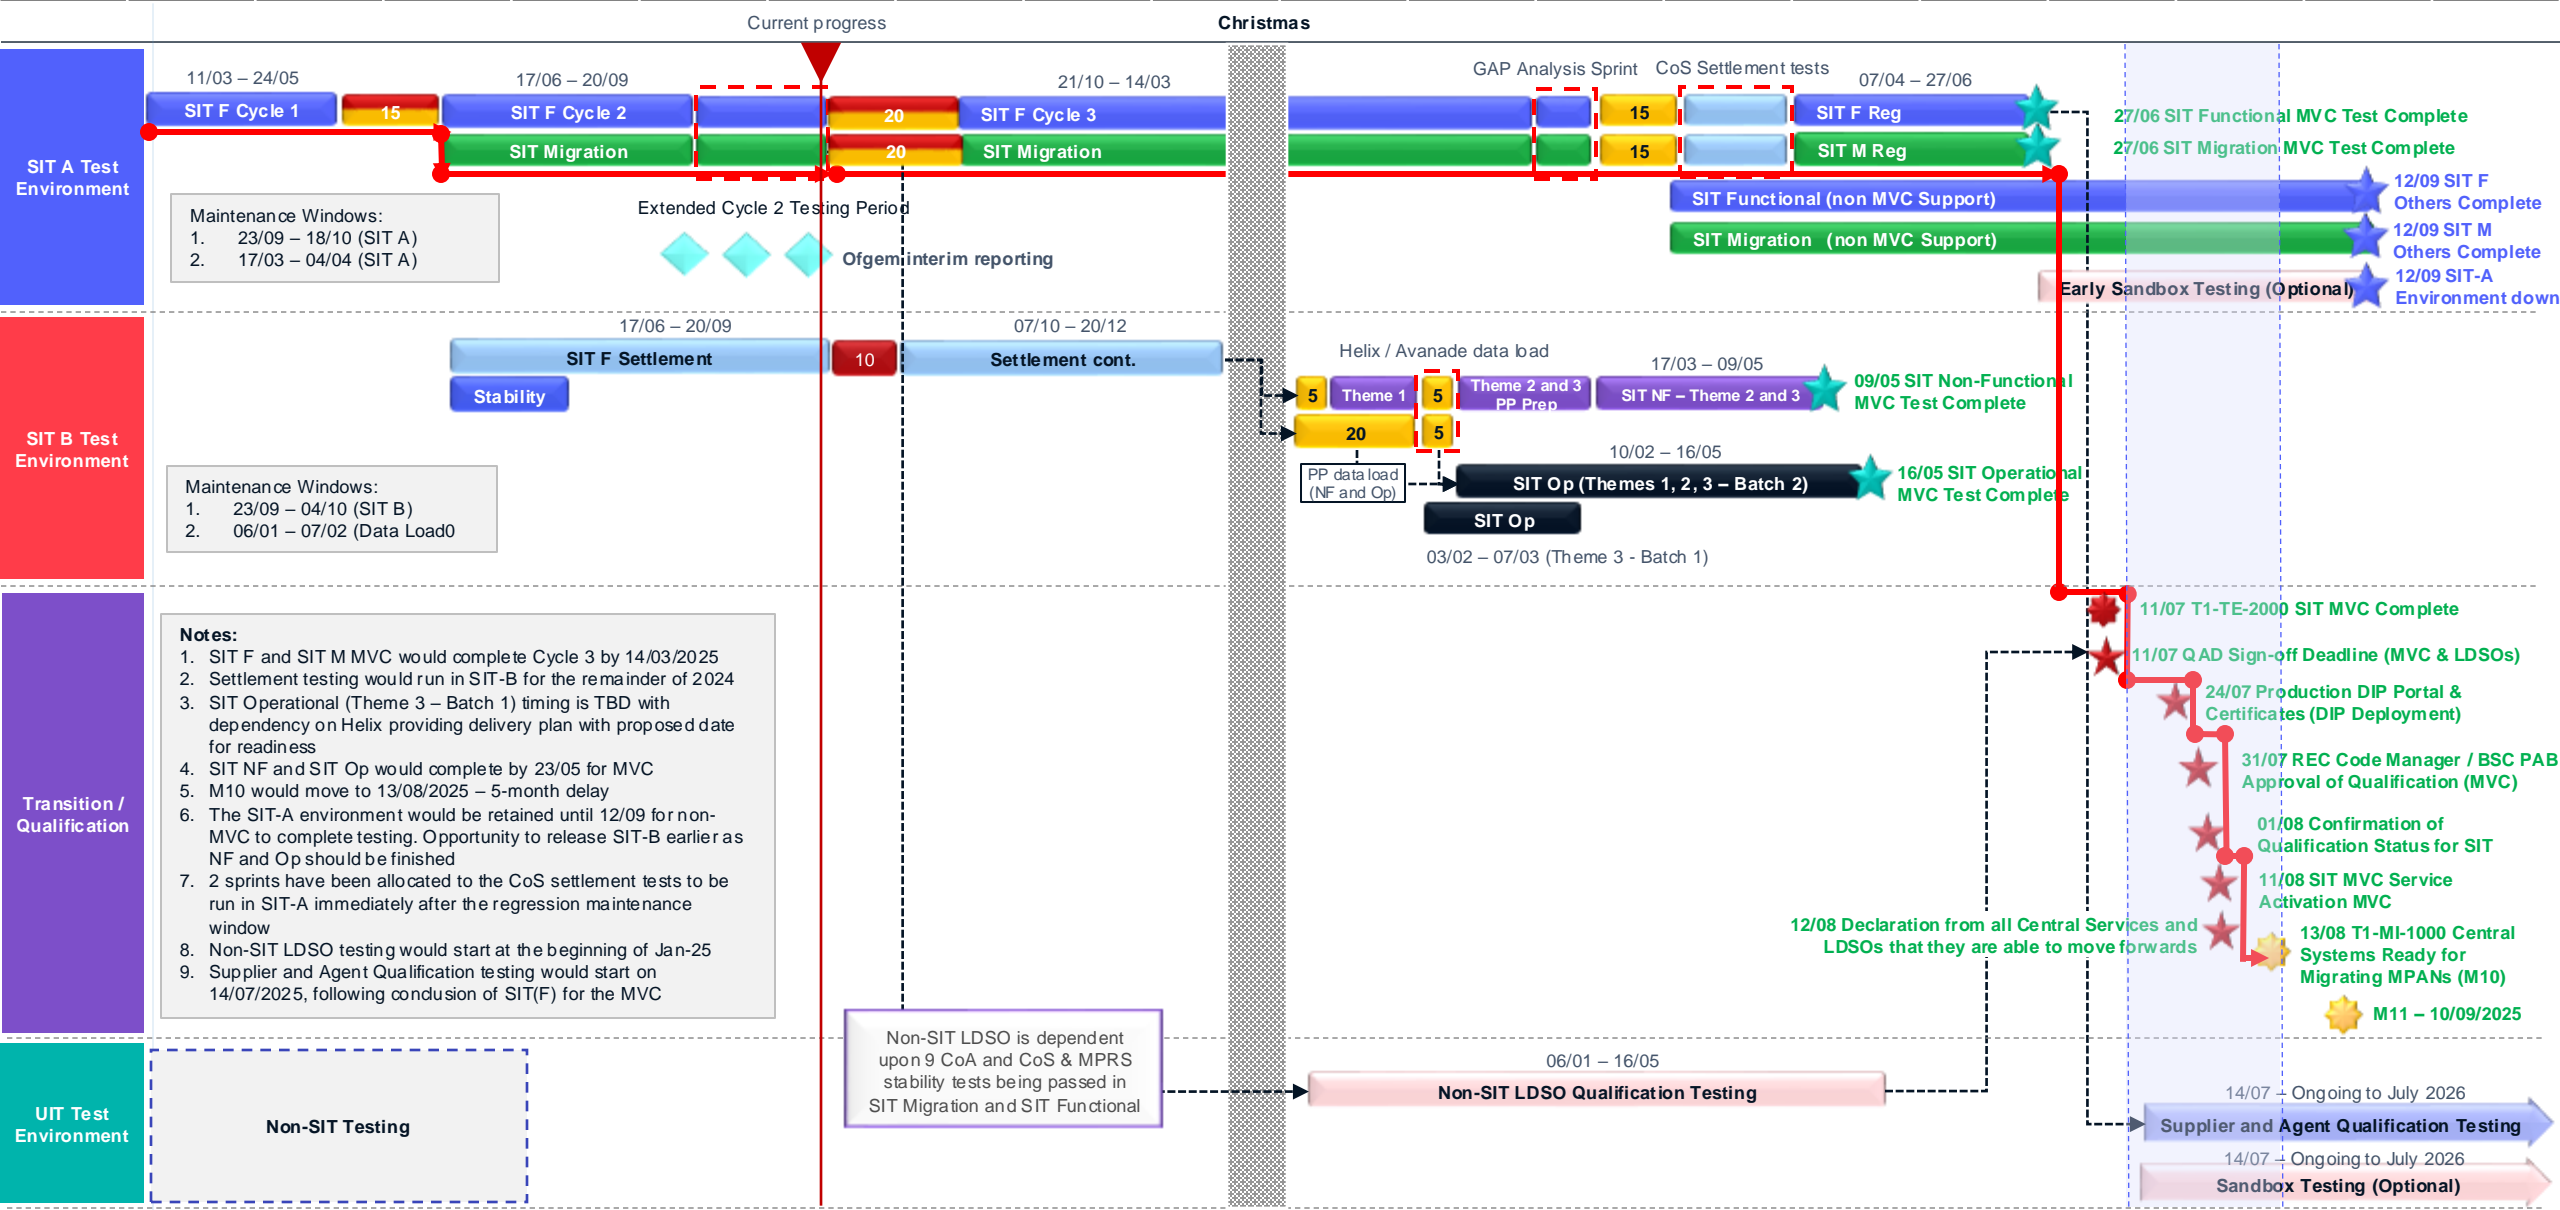 Current progress
Christmas
SIT A Test
Environment
11/03 – 24/05
17/06 – 20/09
21/10 – 14/03
GAP Analysis Sprint
CoS Settlement tests
07/04 – 27/06
SIT F Cycle 1
15
SIT F Cycle 2
20
SIT F Cycle 3
15
SIT F Reg
27/06 SIT Functional MVC Test Complete
SIT Migration
20
SIT Migration
15
SIT M Reg
27/06 SIT Migration MVC Test Complete
SIT Functional (non MVC Support)
12/09 SIT F
Others Complete
SIT Migration (non MVC Support)
12/09 SIT M
Others Complete
Early Sandbox Testing (Optional)
12/09 SIT-A
Environment down
Maintenance Windows:
1. 23/09 – 18/10 (SIT A)
2. 17/03 – 04/04 (SIT A)
Extended Cycle 2 Testing Period
Ofgem interim reporting
SIT B Test
Environment
17/06 – 20/09
07/10 – 20/12
SIT F Settlement
10
Settlement cont.
Stability
Helix / Avanade data load
17/03 – 09/05
5
Theme 1
5
Theme 2 and 3
PP Prep
SIT NF – Theme 2 and 3
09/05 SIT Non-Functional
MVC Test Complete
20
5
PP data load
(NF and Op)
10/02 – 16/05
SIT Op (Themes 1, 2, 3 – Batch 2)
16/05 SIT Operational
MVC Test Complete
SIT Op
03/02 – 07/03 (Theme 3 - Batch 1)
Maintenance Windows:
1. 23/09 – 04/10 (SIT B)
2. 06/01 – 07/02 (Data Load0
Transition /
Qualification
Notes:
1. SIT F and SIT M MVC would complete Cycle 3 by 14/03/2025
2. Settlement testing would run in SIT-B for the remainder of 2024
3. SIT Operational (Theme 3 – Batch 1) timing is TBD with
dependency on Helix providing delivery plan with proposed date
for readiness
4. SIT NF and SIT Op would complete by 23/05 for MVC
5. M10 would move to 13/08/2025 – 5-month delay
6. The SIT-A environment would be retained until 12/09 for non-
MVC to complete testing. Opportunity to release SIT-B earlier as
NF and Op should be finished
7. 2 sprints have been allocated to the CoS settlement tests to be
run in SIT-A immediately after the regression maintenance
window
8. Non-SIT LDSO testing would start at the beginning of Jan-25
9. Supplier and Agent Qualification testing would start on
14/07/2025, following conclusion of SIT(F) for the MVC
11/07 T1-TE-2000 SIT MVC Complete
11/07 QAD Sign-off Deadline (MVC & LDSOs)
24/07 Production DIP Portal &
Certificates (DIP Deployment)
31/07 REC Code Manager / BSC PAB
Approval of Qualification (MVC)
01/08 Confirmation of
Qualification Status for SIT
11/08 SIT MVC Service
Activation MVC
12/08 Declaration from all Central Services and
LDSOs that they are able to move forwards
13/08 T1-MI-1000 Central
Systems Ready for
Migrating MPANs (M10)
M11 – 10/09/2025
UIT Test
Environment
Non-SIT Testing
Non-SIT LDSO is dependent
upon 9 CoA and CoS & MPRS
stability tests being passed in
SIT Migration and SIT Functional
06/01 – 16/05
Non-SIT LDSO Qualification Testing
14/07 – Ongoing to July 2026
Supplier and Agent Qualification Testing
14/07 – Ongoing to July 2026
Sandbox Testing (Optional)